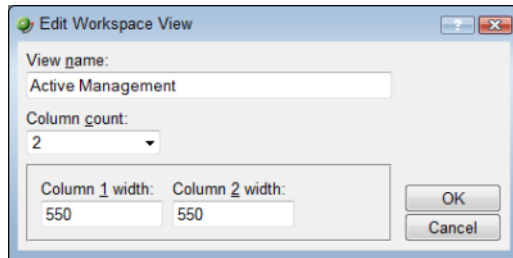 Edit Workspace View
View name:
Active Management
Column count:
2
Column 1 width: Column 2 width:
550 550
OK
Cancel